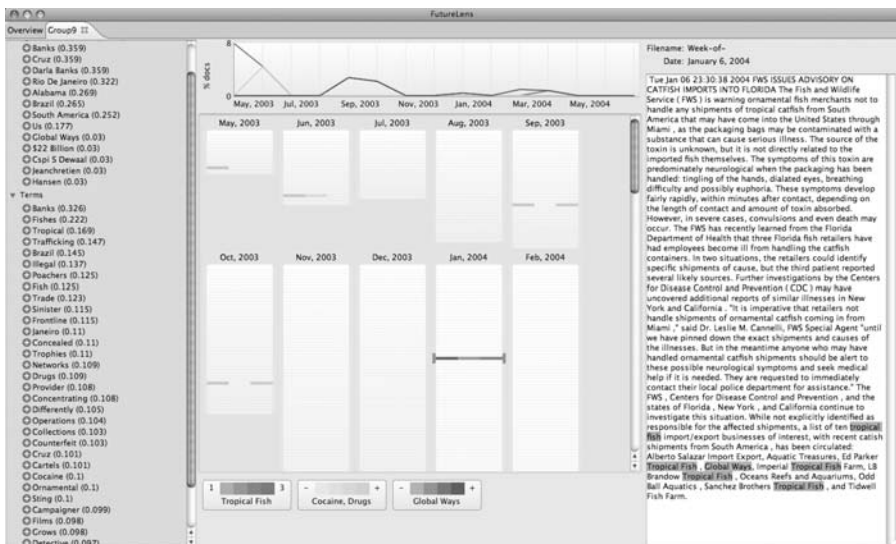 FutureLens
Overview
Group9
Banks (0.359)
Cruz (0.359)
Darla Banks (0.359)
Rio De Janeiro (0.322)
Alabama (0.269)
Brazil (0.265)
South America (0.252)
Us (0.177)
Global Ways (0.03)
$22 Billion (0.03)
Cspi S Dewaal (0.03)
Jeanchretien (0.03)
Hansen (0.03)
Terms
Banks (0.326)
Fishes (0.222)
Tropical (0.169)
Trafficking (0.147)
Brazil (0.145)
Illegal (0.137)
Poachers (0.125)
Fish (0.125)
Trade (0.123)
Sinister (0.115)
Frontline (0.115)
Janeiro (0.11)
Concealed (0.11)
Trophies (0.11)
Networks (0.109)
Drugs (0.109)
Provider (0.108)
Concentrating (0.108)
Differently (0.105)
Operations (0.104)
Collections (0.103)
Counterfeit (0.103)
Cruz (0.101)
Cartels (0.101)
Cocaine (0.1)
Ornamental (0.1)
Sting (0.1)
Campaigner (0.099)
Films (0.098)
Grows (0.098)
Detective (0.097)
8
% docs
0
May, 2003 Jul, 2003 Sep, 2003 Nov, 2003 Jan, 2004 Mar, 2004 May, 2004
May, 2003 Jun, 2003 Jul, 2003 Aug, 2003 Sep, 2003
Oct, 2003 Nov, 2003 Dec, 2003 Jan, 2004 Feb, 2004
1 3
Tropical Fish
- +
Cocaine, Drugs
- +
Global Ways
Filename: Week-of-
Date: January 6, 2004
Tue Jan 06 23:30:38 2004 FWS ISSUES ADVISORY ON
CATFISH IMPORTS INTO FLORIDA The Fish and Wildlife
Service ( FWS ) is warning ornamental fish merchants not to
handle any shipments of tropical catfish from South
America that may have come into the United States through
Miami , as the packaging bags may be contaminated with a
substance that can cause serious illness. The source of the
toxin is unknown, but it is not directly related to the
imported fish themselves. The symptoms of this toxin are
predominately neurological when the packaging has been
handled: tingling of the hands, dialated eyes, breathing
difficulty and possibly euphoria. These symptoms develop
fairly rapidly, within minutes after contact, depending on
the length of contact and amount of toxin absorbed.
However, in severe cases, convulsions and even death may
occur. The FWS has recently learned from the Florida
Department of Health that three Florida fish retailers have
had employees become ill from handling the catfish
containers. In two situations, the retailers could identify
specific shipments of cause, but the third patient reported
several likely sources. Further investigations by the Centers
for Disease Control and Prevention ( CDC ) may have
uncovered additional reports of similar illnesses in New
York and California . "It is imperative that retailers not
handle shipments of ornamental catfish coming in from
Miami ," said Dr. Leslie M. Cannelli, FWS Special Agent "until
we have pinned down the exact shipments and causes of
the illnesses. But in the meantime anyone who may have
handled ornamental catfish shipments should be alert to
these possible neurological symptoms and seek medical
help if it is needed. They are requested to immediately
contact their local police department for assistance." The
FWS , Centers for Disease Control and Prevention , and the
states of Florida , New York , and California continue to
investigate this situation. While not explicitly identified as
responsible for the affected shipments, a list of ten tropical
fish import/export businesses of interest, with recent catish
shipments from South America , has been circulated:
Alberto Salazar Import Export, Aquatic Treasures, Ed Parker
Tropical Fish , Global Ways, Imperial Tropical Fish Farm, LB
Brandow Tropical Fish , Oceans Reefs and Aquariums, Odd
Ball Aquatics , Sanchez Brothers Tropical Fish , and Tidwell
Fish Farm.